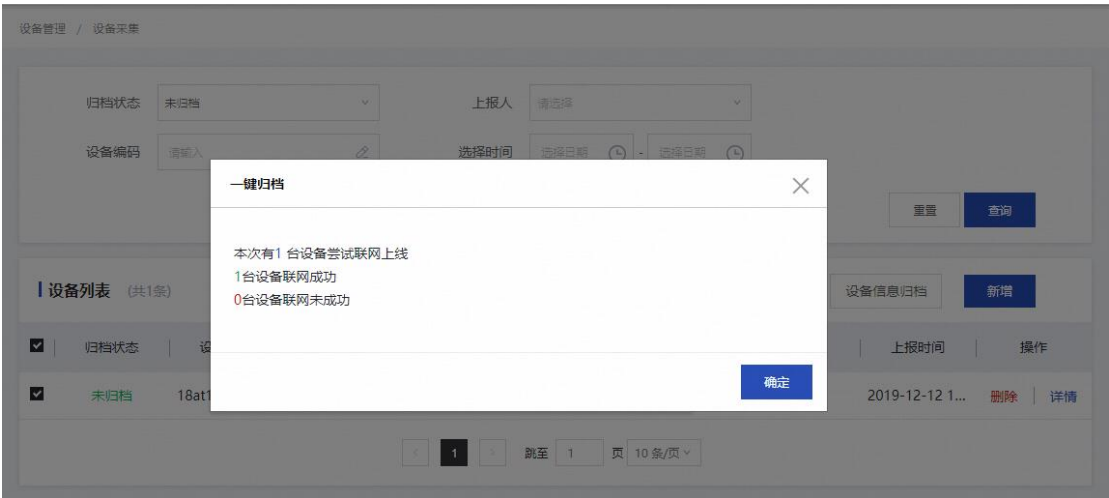 设备管理 / 设备采集
归档状态 未归档 上报人 请选择
设备编码 请输入 选择时间 选择日期 - 选择日期
一键归档
重置 查询
本次有1 台设备尝试联网上线
1台设备联网成功
0台设备联网未成功
设备列表 (共1条) 设备信息归档 新增
归档状态 设 上报时间 操作
确定
未归档 18at1 2019-12-12 1... 删除 详情
1 跳至 1 页 10 条/页